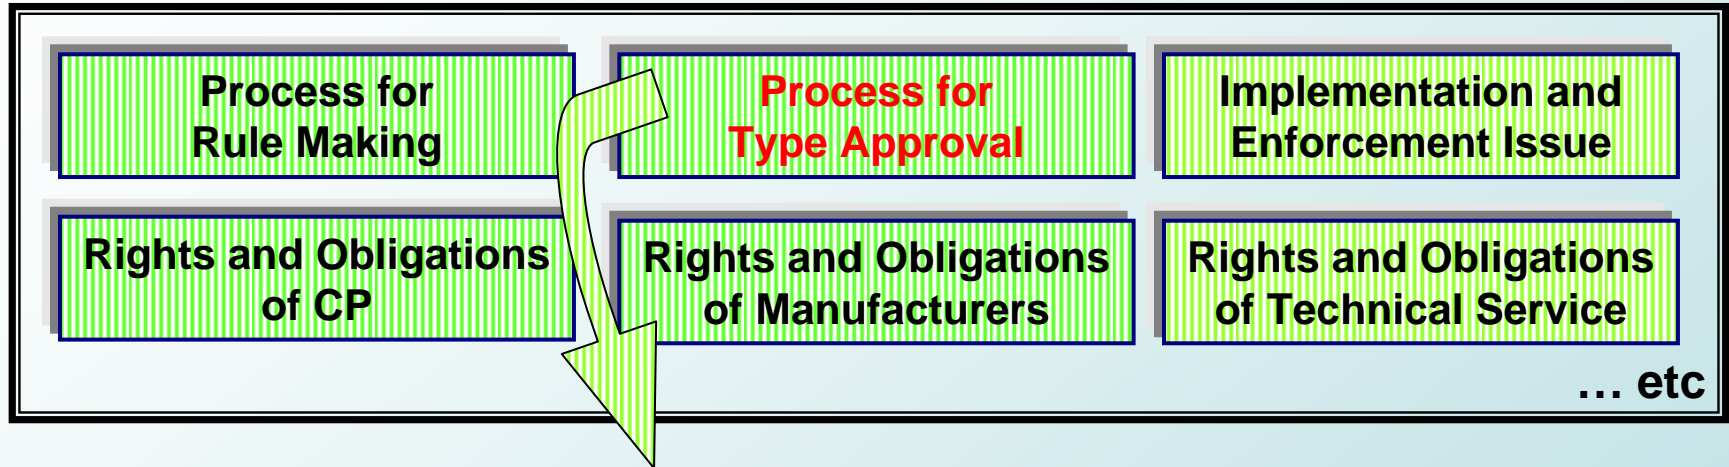 Process for
Rule Making
Process for
Type Approval
Implementation and
Enforcement Issue
Rights and Obligations
of CP
Rights and Obligations
of Manufacturers
Rights and Obligations
of Technical Service
… etc